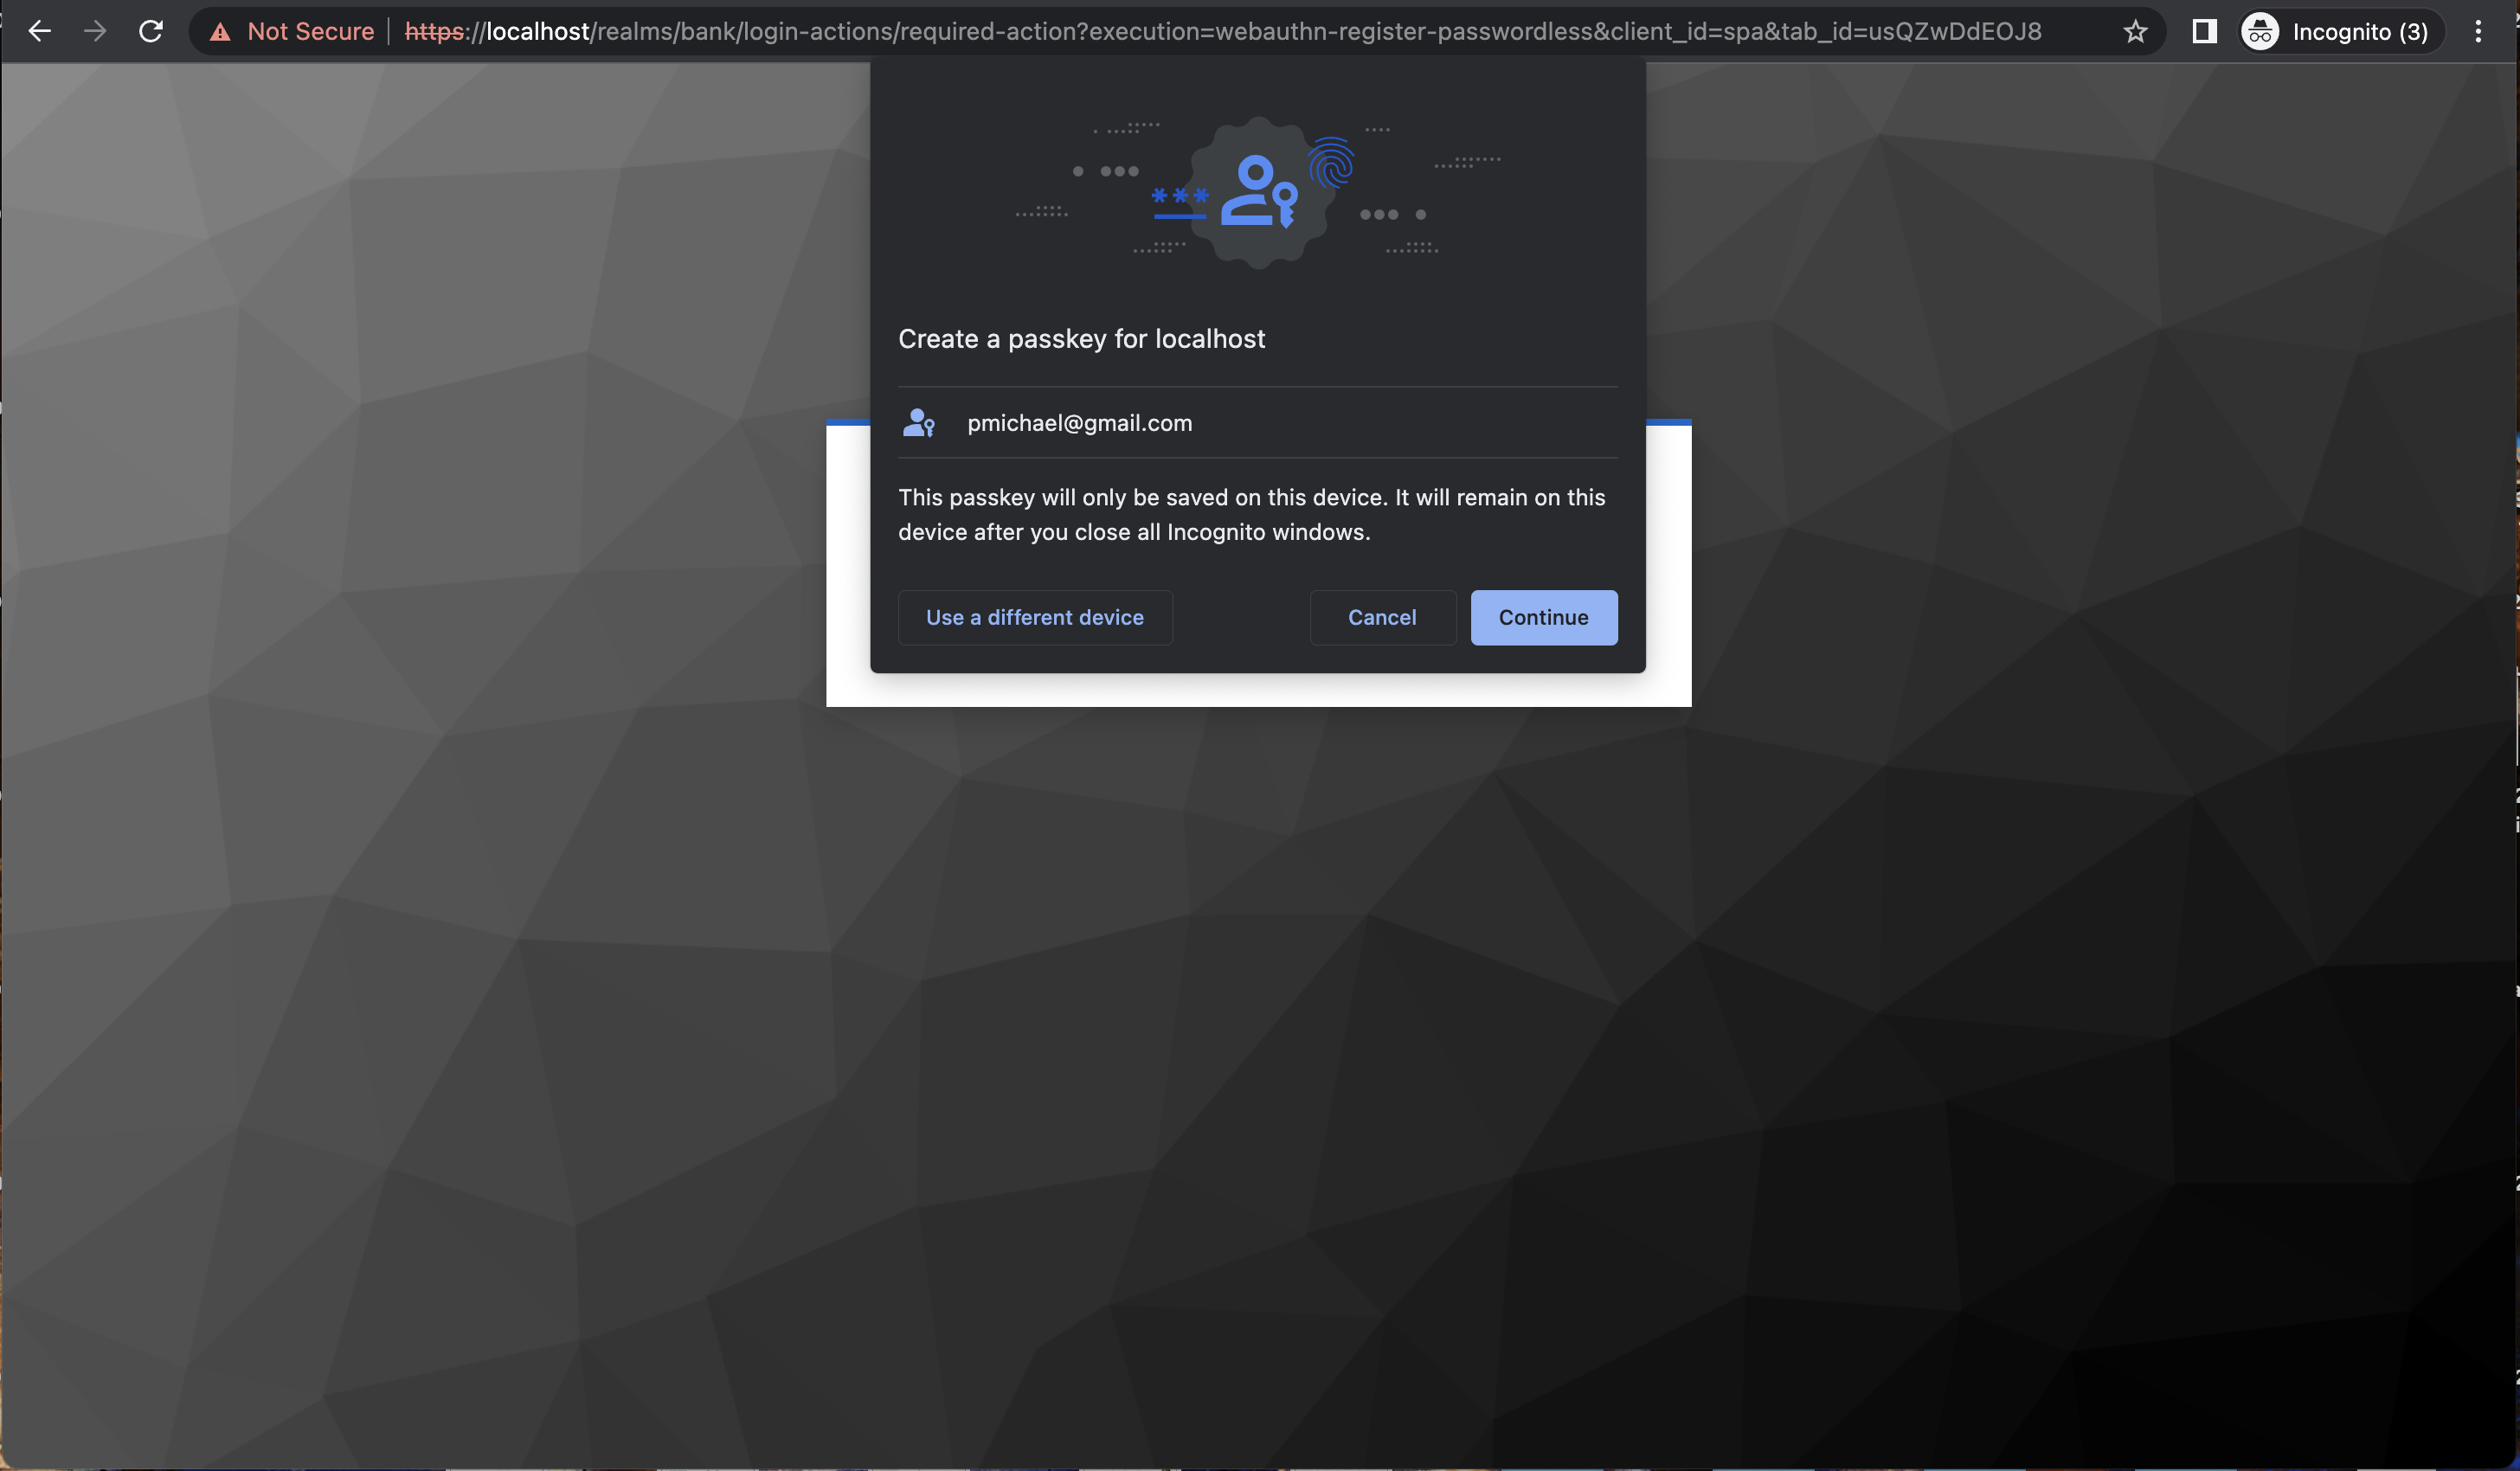 Not Secure https://localhost/realms/bank/login-actions/required-action?execution=webauthn-register-passwordless&client_id=spa&tab_id=usQZwDdEOJ8 Incognito (3)
***
Create a passkey for localhost
pmichael@gmail.com
This passkey will only be saved on this device. It will remain on this
device after you close all Incognito windows.
Use a different device Cancel Continue